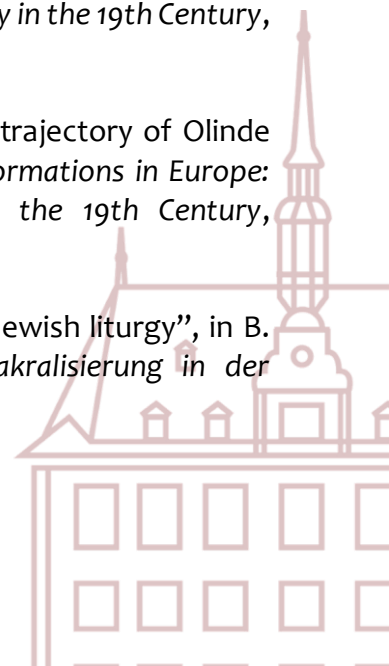 y in the 19th Century,
trajectory of Olinde
ormations in Europe:
the 19th Century,
ewish liturgy”, in B.
akralisierung in der